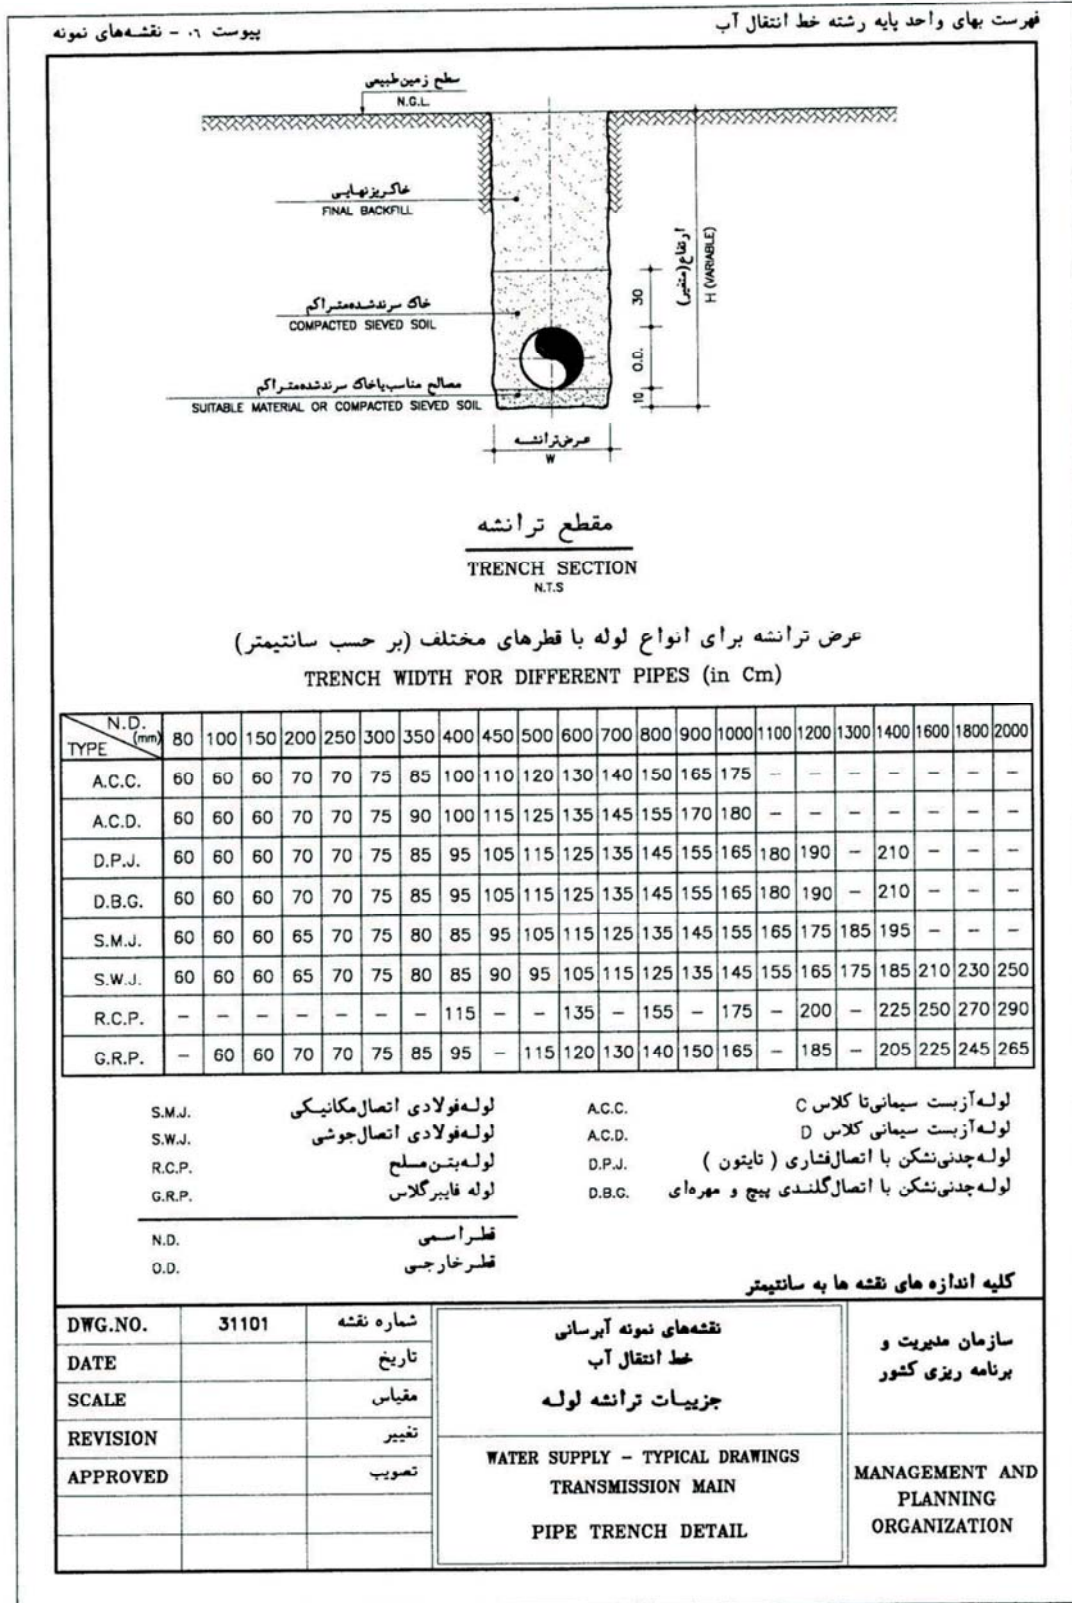 فهرست بهای واحد پایه رشته خط انتقال آب
پیوست ۰۶ - نقشه‌های نمونه
سطح زمین طبیعی
N.G.L.
خاکریز نهایی
FINAL BACKFILL
خاک سرند شده متراکم
COMPACTED SIEVED SOIL
مصالح مناسب یا خاک سرند شده متراکم
SUITABLE MATERIAL OR COMPACTED SIEVED SOIL
30
O.D.
10
ارتفاع (متغیر)
H (VARIABLE)
عرض ترانشه
W
مقطع ترانشه
TRENCH SECTION
N.T.S
عرض ترانشه برای انواع لوله با قطرهای مختلف (بر حسب سانتیمتر)
TRENCH WIDTH FOR DIFFERENT PIPES (in Cm)
TYPE N.D. (mm) 80 100 150 200 250 300 350 400 450 500 600 700 800 900 1000 1100 1200 1300 1400 1600 1800 2000
A.C.C. 60 60 60 70 70 75 85 100 110 120 130 140 150 165 175 – – – – – – –
A.C.D. 60 60 60 70 70 75 90 100 115 125 135 145 155 170 180 – – – – – – –
D.P.J. 60 60 60 70 70 75 85 95 105 115 125 135 145 155 165 180 190 – 210 – – –
D.B.G. 60 60 60 70 70 75 85 95 105 115 125 135 145 155 165 180 190 – 210 – – –
S.M.J. 60 60 60 65 70 75 80 85 95 105 115 125 135 145 155 165 175 185 195 – – –
S.W.J. 60 60 60 65 70 75 80 85 90 95 105 115 125 135 145 155 165 175 185 210 230 250
R.C.P. – – – – – – – 115 – – 135 – 155 – 175 – 200 – 225 250 270 290
G.R.P. – 60 60 70 70 75 85 95 – 115 120 130 140 150 165 – 185 – 205 225 245 265
لوله آزبست سیمانی تا کلاس C A.C.C.
لوله آزبست سیمانی کلاس D A.C.D.
لوله چدنی نشکن با اتصال فشاری ( تایتون ) D.P.J.
لوله چدنی نشکن با اتصال گلندی پیچ و مهره‌ای D.B.G.
لوله فولادی اتصال مکانیکی S.M.J.
لوله فولادی اتصال جوشی S.W.J.
لوله بتن مسلح R.C.P.
لوله فایبرگلاس G.R.P.
قطر اسمی N.D.
قطر خارجی O.D.
کلیه اندازه های نقشه ها به سانتیمتر
DWG.NO. 31101 شماره نقشه
DATE تاریخ
SCALE مقیاس
REVISION تغییر
APPROVED تصویب
نقشه‌های نمونه آبرسانی
خط انتقال آب
جزییات ترانشه لوله
WATER SUPPLY – TYPICAL DRAWINGS
TRANSMISSION MAIN
PIPE TRENCH DETAIL
سازمان مدیریت و
برنامه ریزی کشور
MANAGEMENT AND
PLANNING
ORGANIZATION